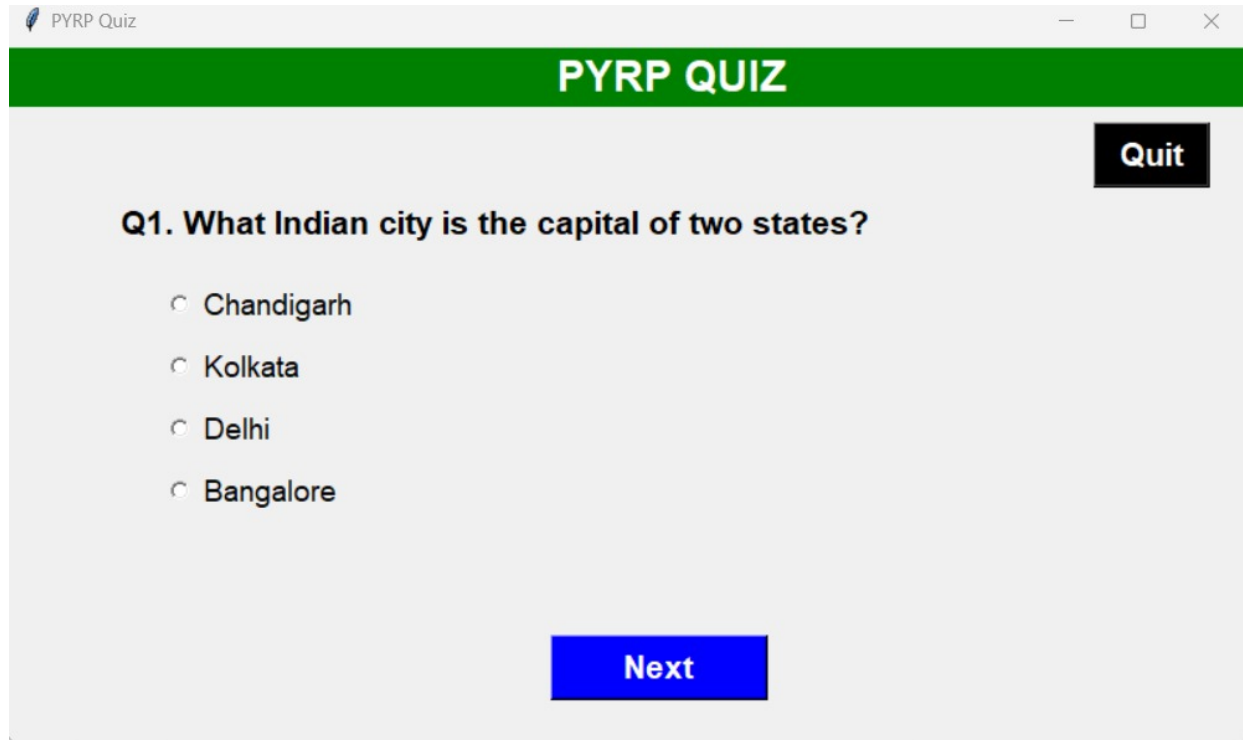 PYRP Quiz
PYRP QUIZ
Quit
Q1. What Indian city is the capital of two states?
Chandigarh
Kolkata
Delhi
Bangalore
Next